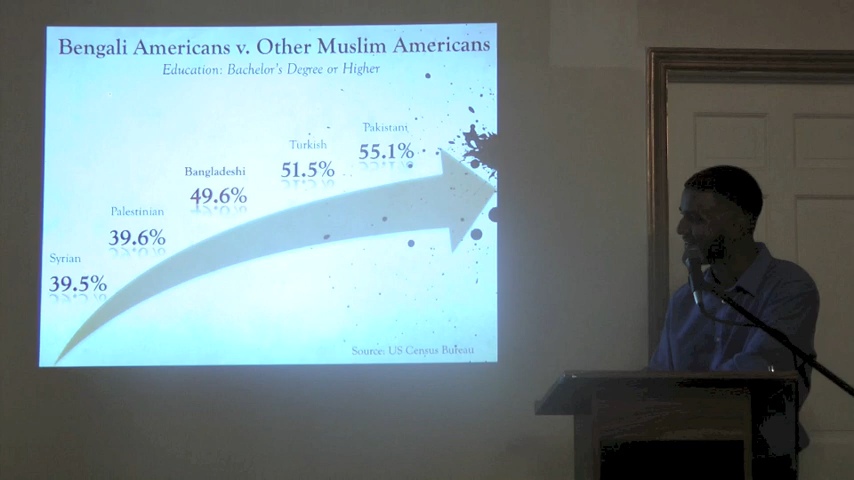 Bengali Americans v. Other Muslim Americans
Education: Bachelor's Degree or Higher
Pakistani
55.1%
Turkish
51.5%
Bangladeshi
49.6%
Palestinian
39.6%
Syrian
39.5%
Source: US Census Bureau